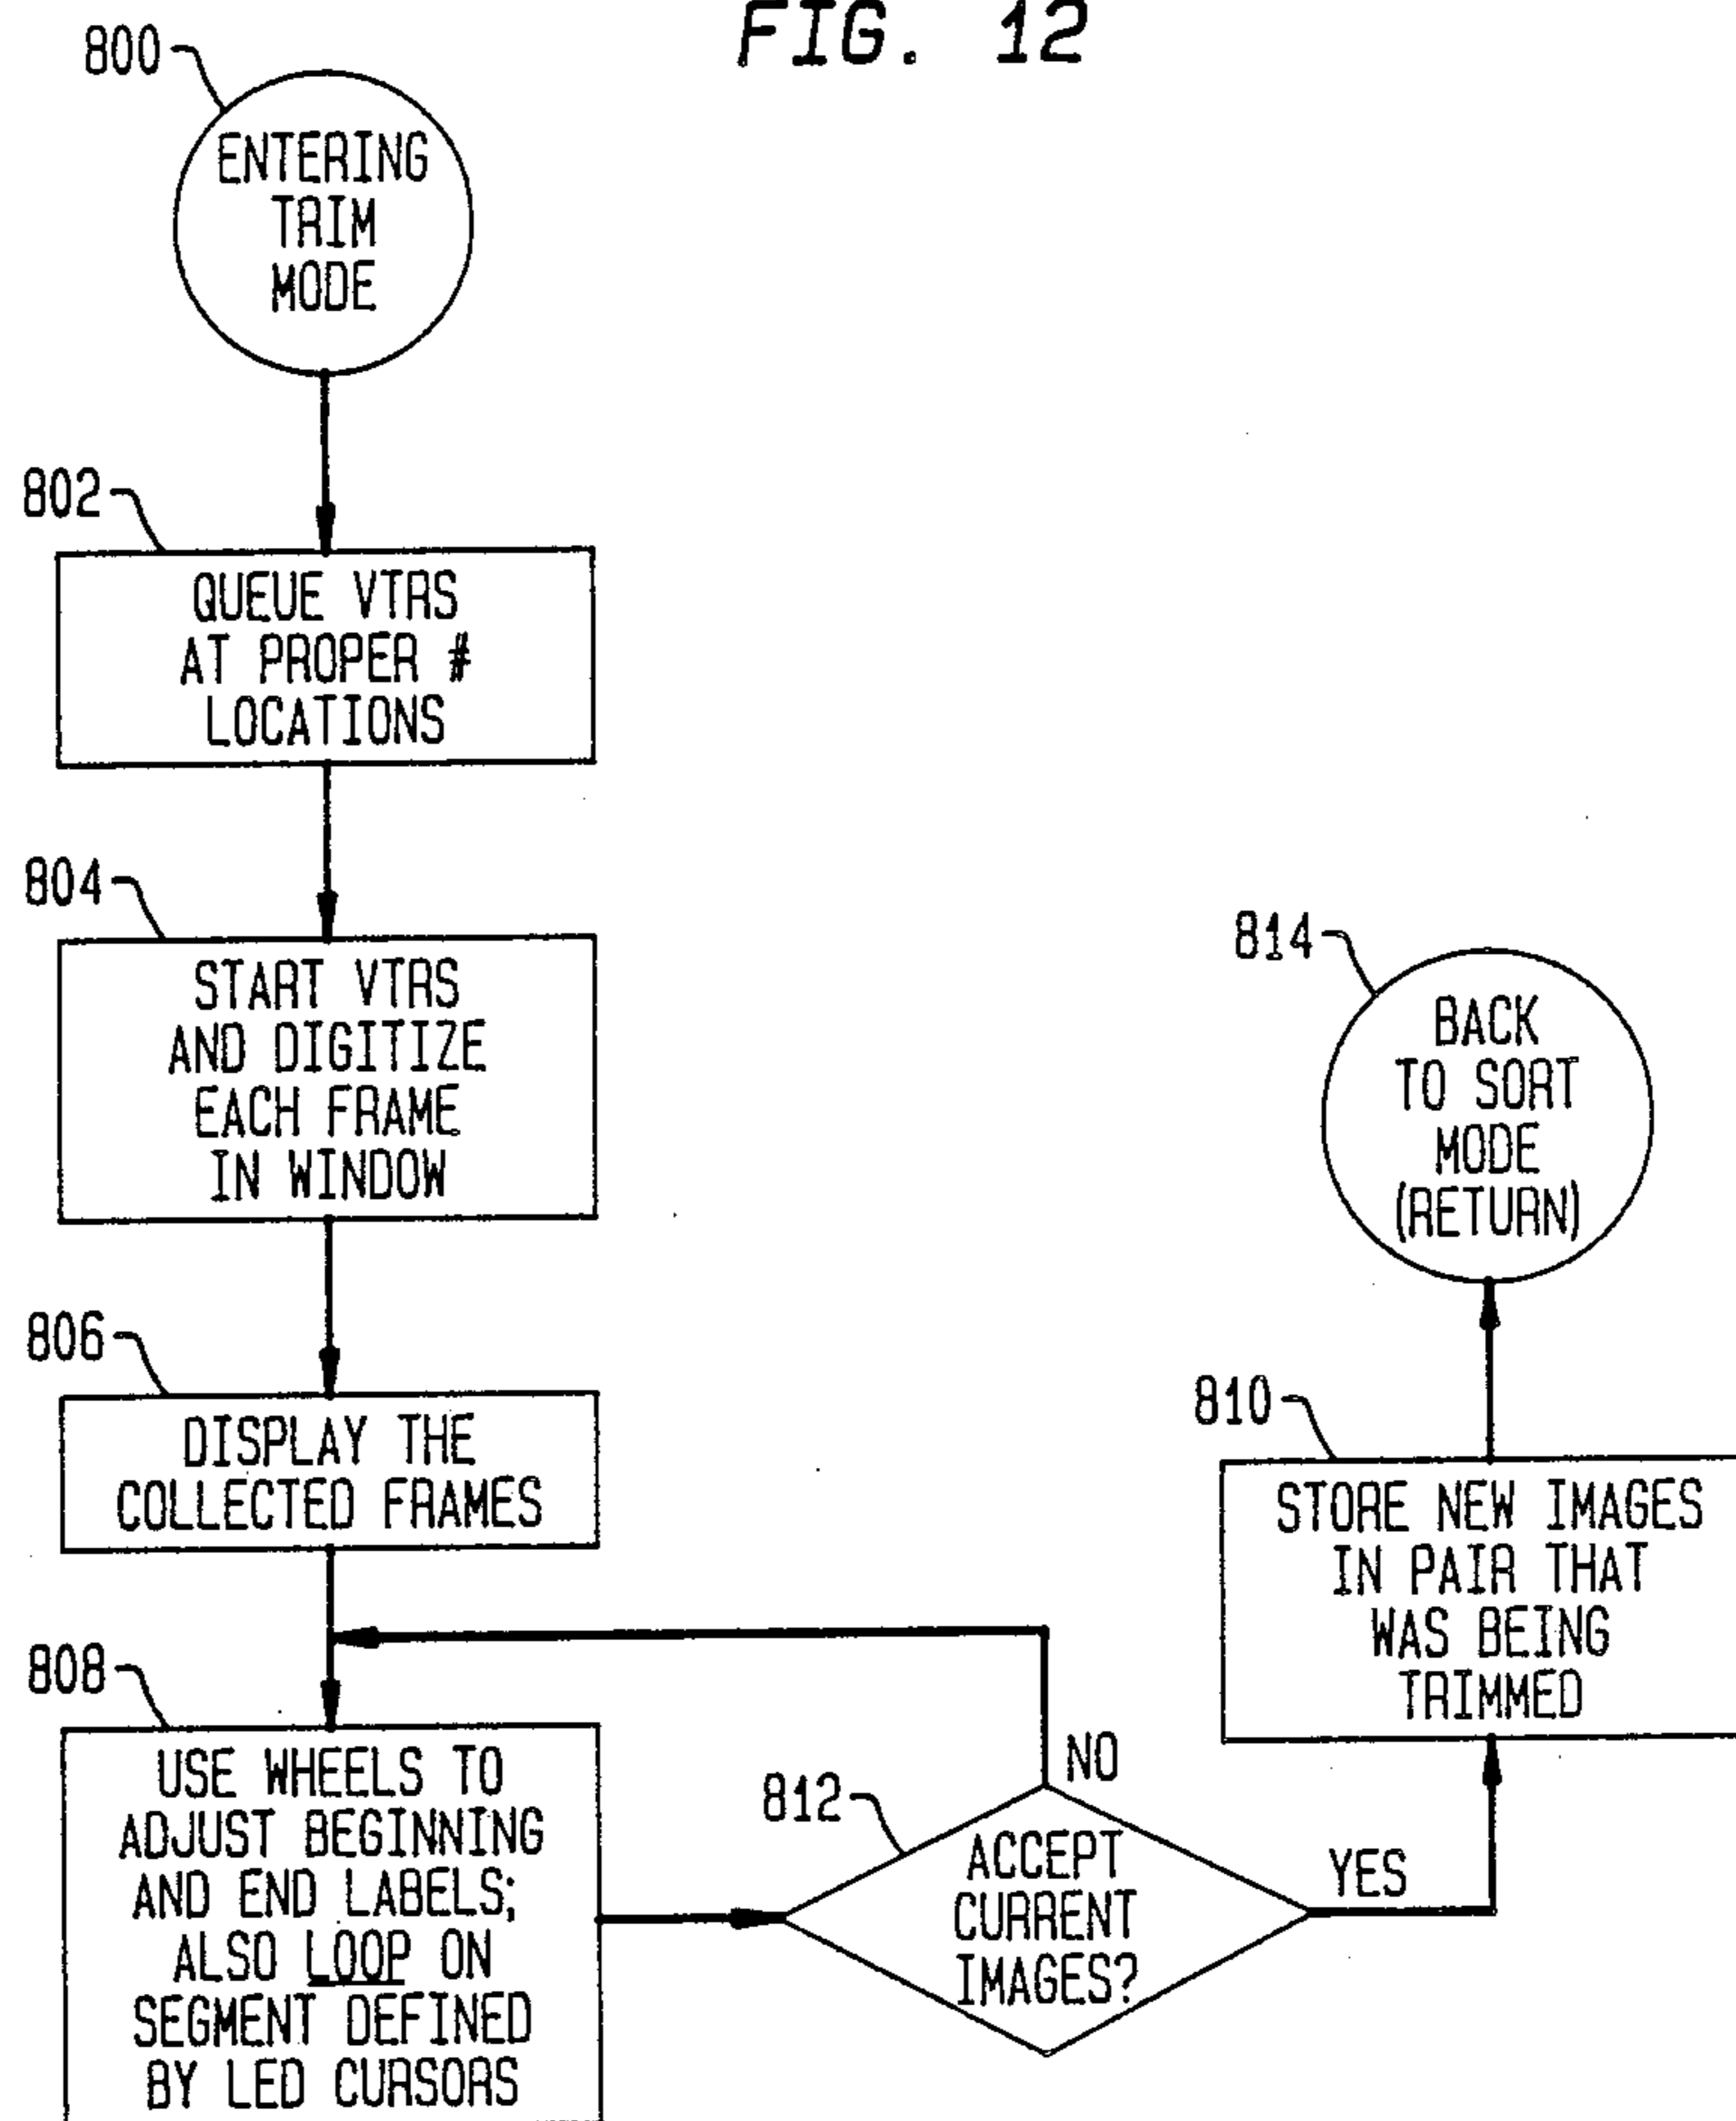 FIG. 12
800
ENTERING
TRIM
MODE
802
QUEUE VTRS
AT PROPER #
LOCATIONS
804
START VTRS
AND DIGITIZE
EACH FRAME
IN WINDOW
806
DISPLAY THE
COLLECTED FRAMES
808
USE WHEELS TO
ADJUST BEGINNING
AND END LABELS;
ALSO LOOP ON
SEGMENT DEFINED
BY LED CURSORS
812
ACCEPT
CURRENT
IMAGES?
NO
YES
810
STORE NEW IMAGES
IN PAIR THAT
WAS BEING
TRIMMED
814
BACK
TO SORT
MODE
(RETURN)